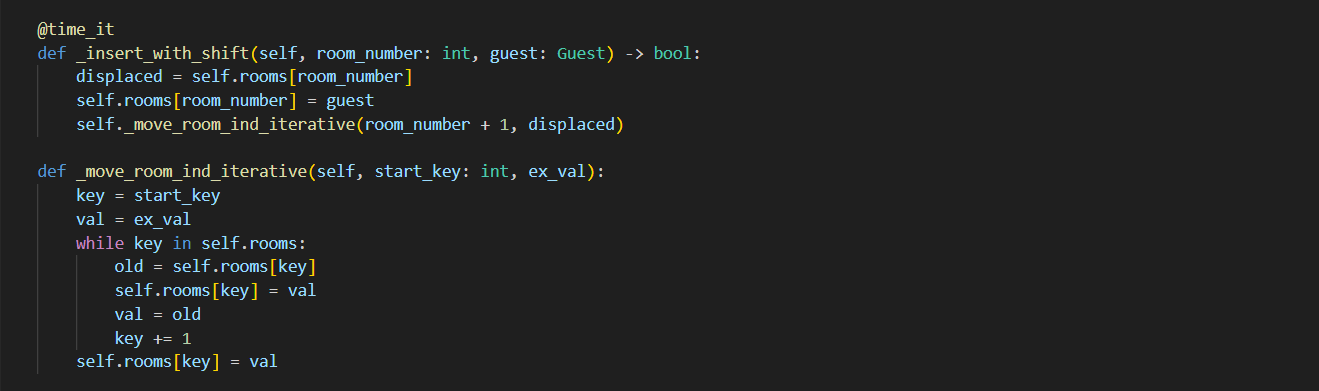 @time_it
def _insert_with_shift(self, room_number: int, guest: Guest) -> bool:
    displaced = self.rooms[room_number]
    self.rooms[room_number] = guest
    self._move_room_ind_iterative(room_number + 1, displaced)

def _move_room_ind_iterative(self, start_key: int, ex_val):
    key = start_key
    val = ex_val
    while key in self.rooms:
        old = self.rooms[key]
        self.rooms[key] = val
        val = old
        key += 1
    self.rooms[key] = val